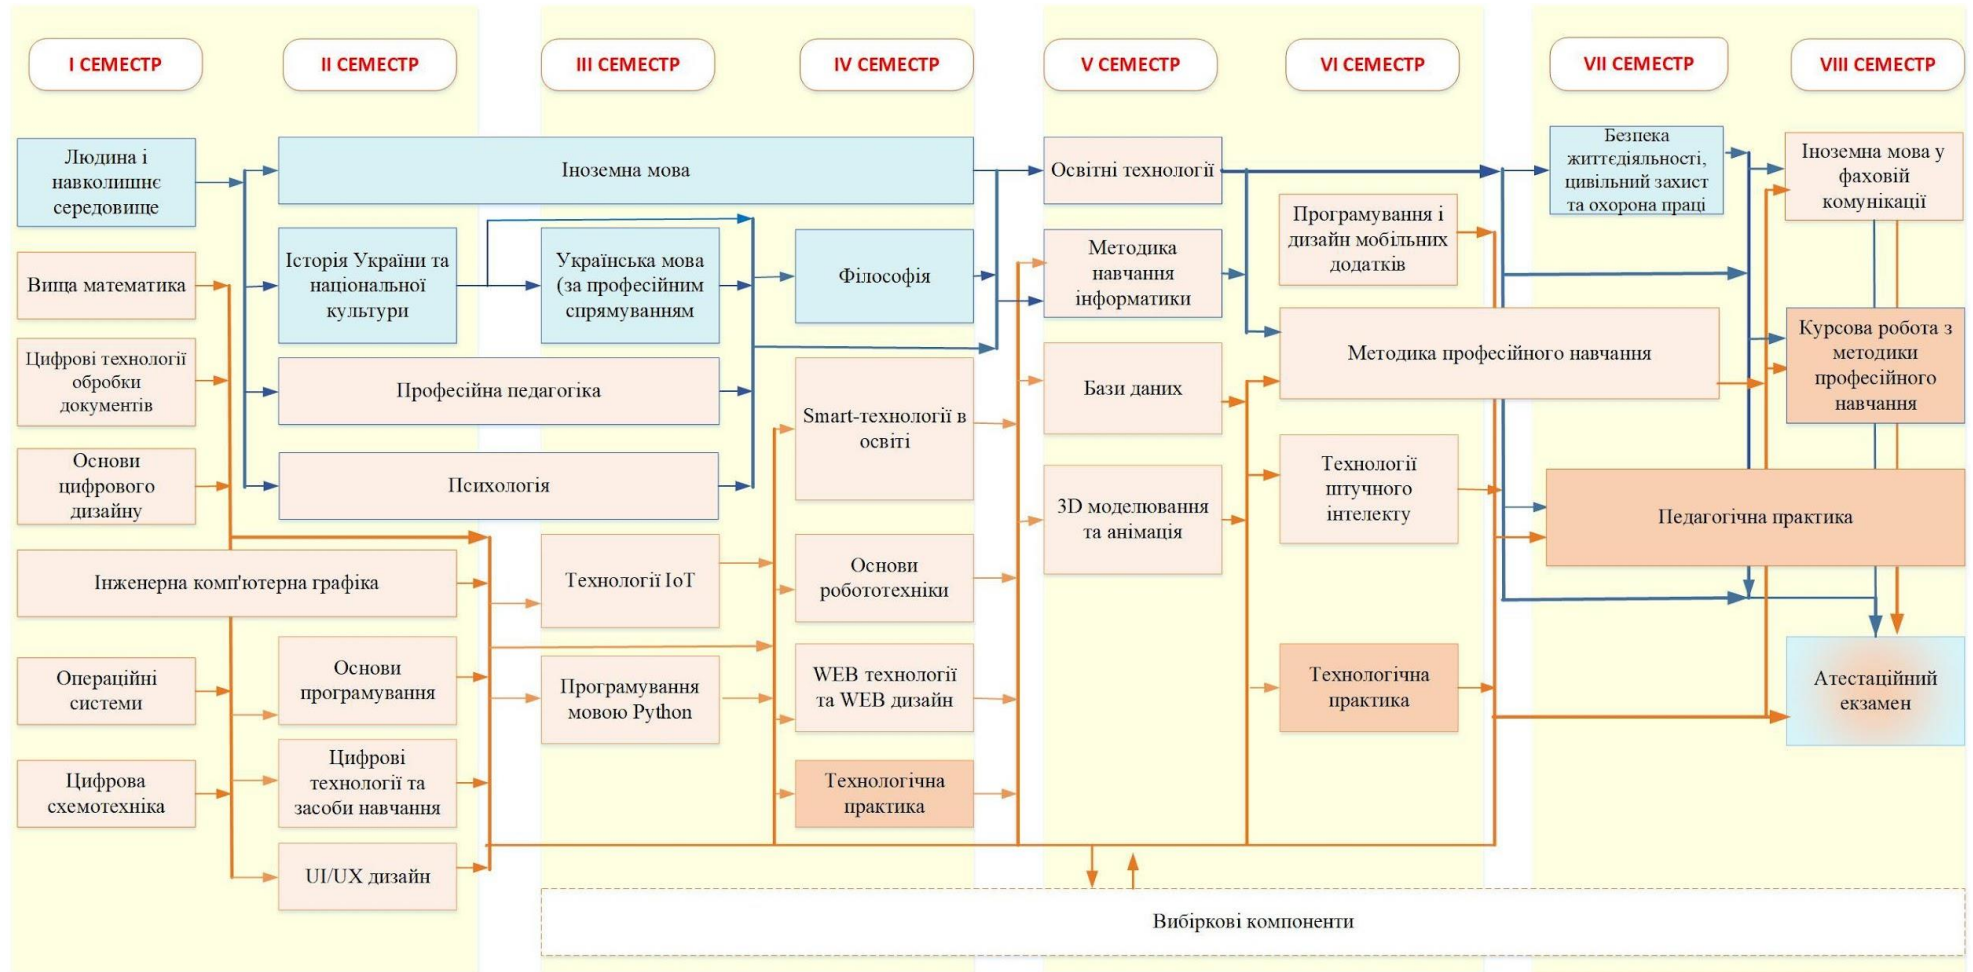 I СЕМЕСТР
II СЕМЕСТР
III СЕМЕСТР
IV СЕМЕСТР
V СЕМЕСТР
VI СЕМЕСТР
VII СЕМЕСТР
VIII СЕМЕСТР
Людина і
навколишнє
середовище
Вища математика
Цифрові технології
обробки
документів
Основи
цифрового
дизайну
Інженерна комп'ютерна графіка
Операційні
системи
Цифрова
схемотехніка
Іноземна мова
Історія України та
національної
культури
Українська мова
(за професійним
спрямуванням
Філософія
Професійна педагогіка
Психологія
Smart-технології в
освіті
Технології IoT
Основи
робототехніки
Основи
програмування
Програмування
мовою Python
WEB технології
та WEB дизайн
Цифрові
технології та
засоби навчання
Технологічна
практика
UI/UX дизайн
Освітні технології
Методика
навчання
інформатики
Бази даних
3D моделювання
та анімація
Програмування і
дизайн мобільних
додатків
Методика професійного навчання
Технології
штучного
інтелекту
Технологічна
практика
Безпека
життєдіяльності,
цивільний захист
та охорона праці
Іноземна мова у
фаховій
комунікації
Курсова робота з
методики
професійного
навчання
Педагогічна практика
Атестаційний
екзамен
Вибіркові компоненти